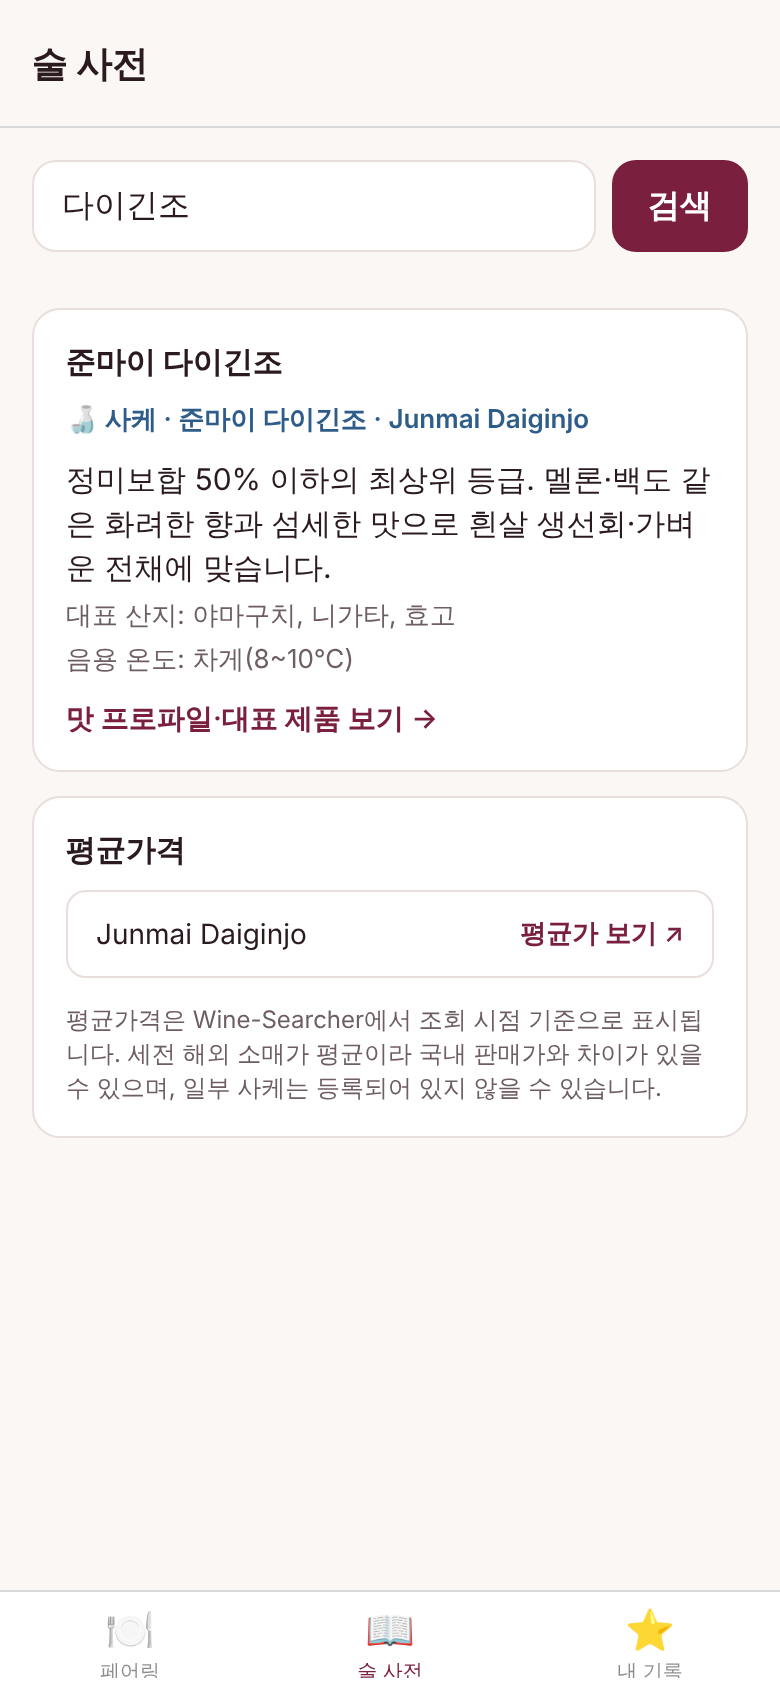 술 사전
다이긴조
검색
준마이 다이긴조
사케 · 준마이 다이긴조 · Junmai Daiginjo
정미보합 50% 이하의 최상위 등급. 멜론·백도 같
은 화려한 향과 섬세한 맛으로 흰살 생선회·가벼
운 전채에 맞습니다.
대표 산지: 야마구치, 니가타, 효고
음용 온도: 차게(8~10°C)
맛 프로파일·대표 제품 보기 →
평균가격
Junmai Daiginjo
평균가 보기 ↗
평균가격은 Wine-Searcher에서 조회 시점 기준으로 표시됩
니다. 세전 해외 소매가 평균이라 국내 판매가와 차이가 있을
수 있으며, 일부 사케는 등록되어 있지 않을 수 있습니다.
페어링
술 사전
내 기록